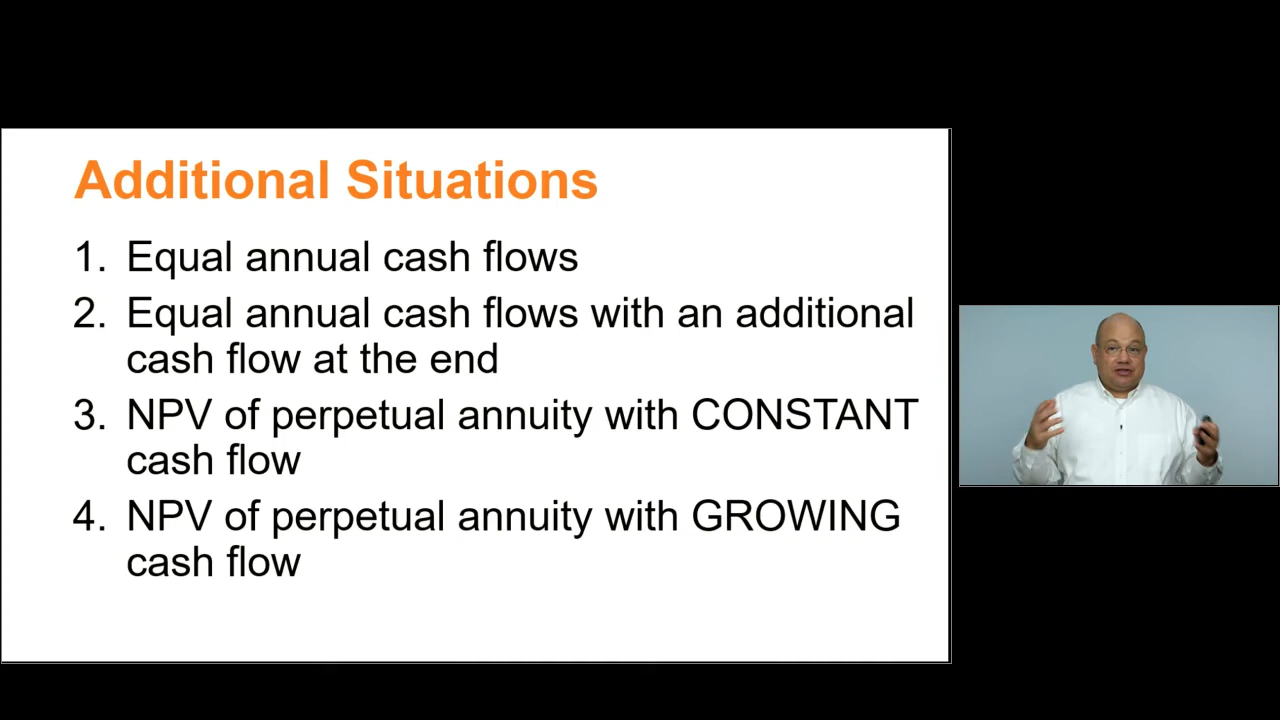 Additional Situations
1. Equal annual cash flows
2. Equal annual cash flows with an additional
cash flow at the end
3. NPV of perpetual annuity with CONSTANT
cash flow
4. NPV of perpetual annuity with GROWING
cash flow